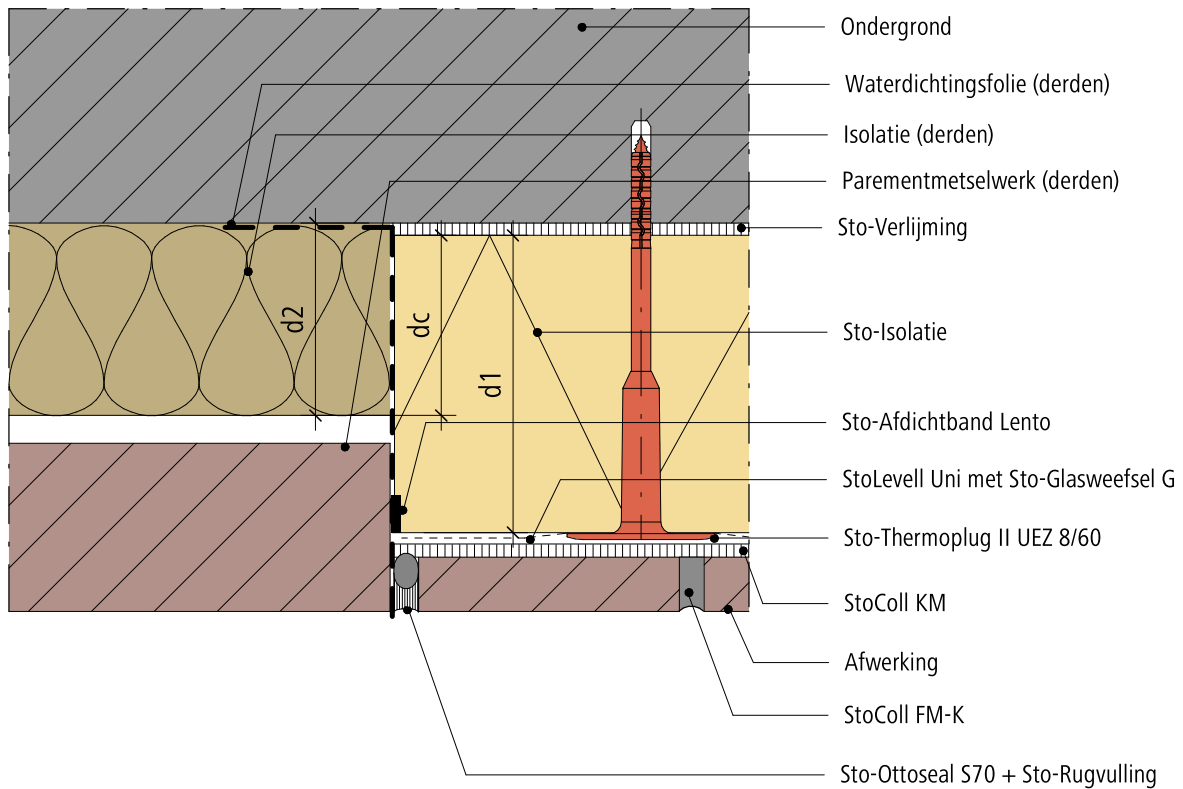 Ondergrond
Waterdichtingsfolie (derden)
Isolatie (derden)
Parementmetselwerk (derden)
Sto-Verlijming
d2
dc
d1
Sto-Isolatie
Sto-Afdichtband Lento
StoLevell Uni met Sto-Glasweefsel G
Sto-Thermoplug II UEZ 8/60
StoColl KM
Afwerking
StoColl FM-K
Sto-Ottoseal S70 + Sto-Rugvulling